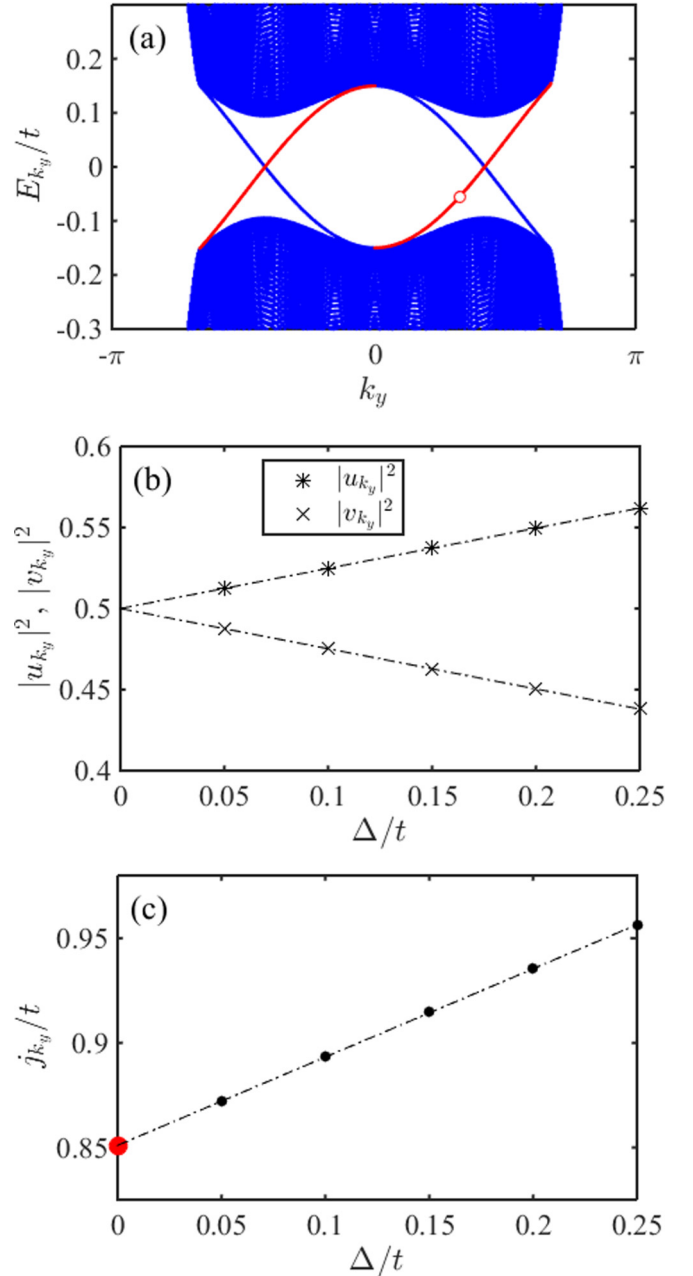 (a)
E_{k_y}/t
0.2
0.1
0
-0.1
-0.2
-0.3
-π 0 π
k_y
(b)
|u_{k_y}|^2
|v_{k_y}|^2
|u_{k_y}|^2 , |v_{k_y}|^2
0.6
0.55
0.5
0.45
0.4
0 0.05 0.1 0.15 0.2 0.25
Δ/t
(c)
j_{k_y}/t
0.95
0.9
0.85
0 0.05 0.1 0.15 0.2 0.25
Δ/t